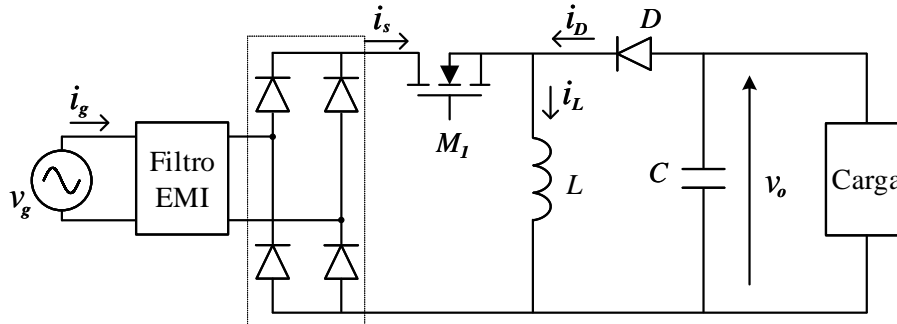 i_s
i_D
D
i_g
i_L
M_1
Filtro
EMI
L
C
v_o
Carga
v_g